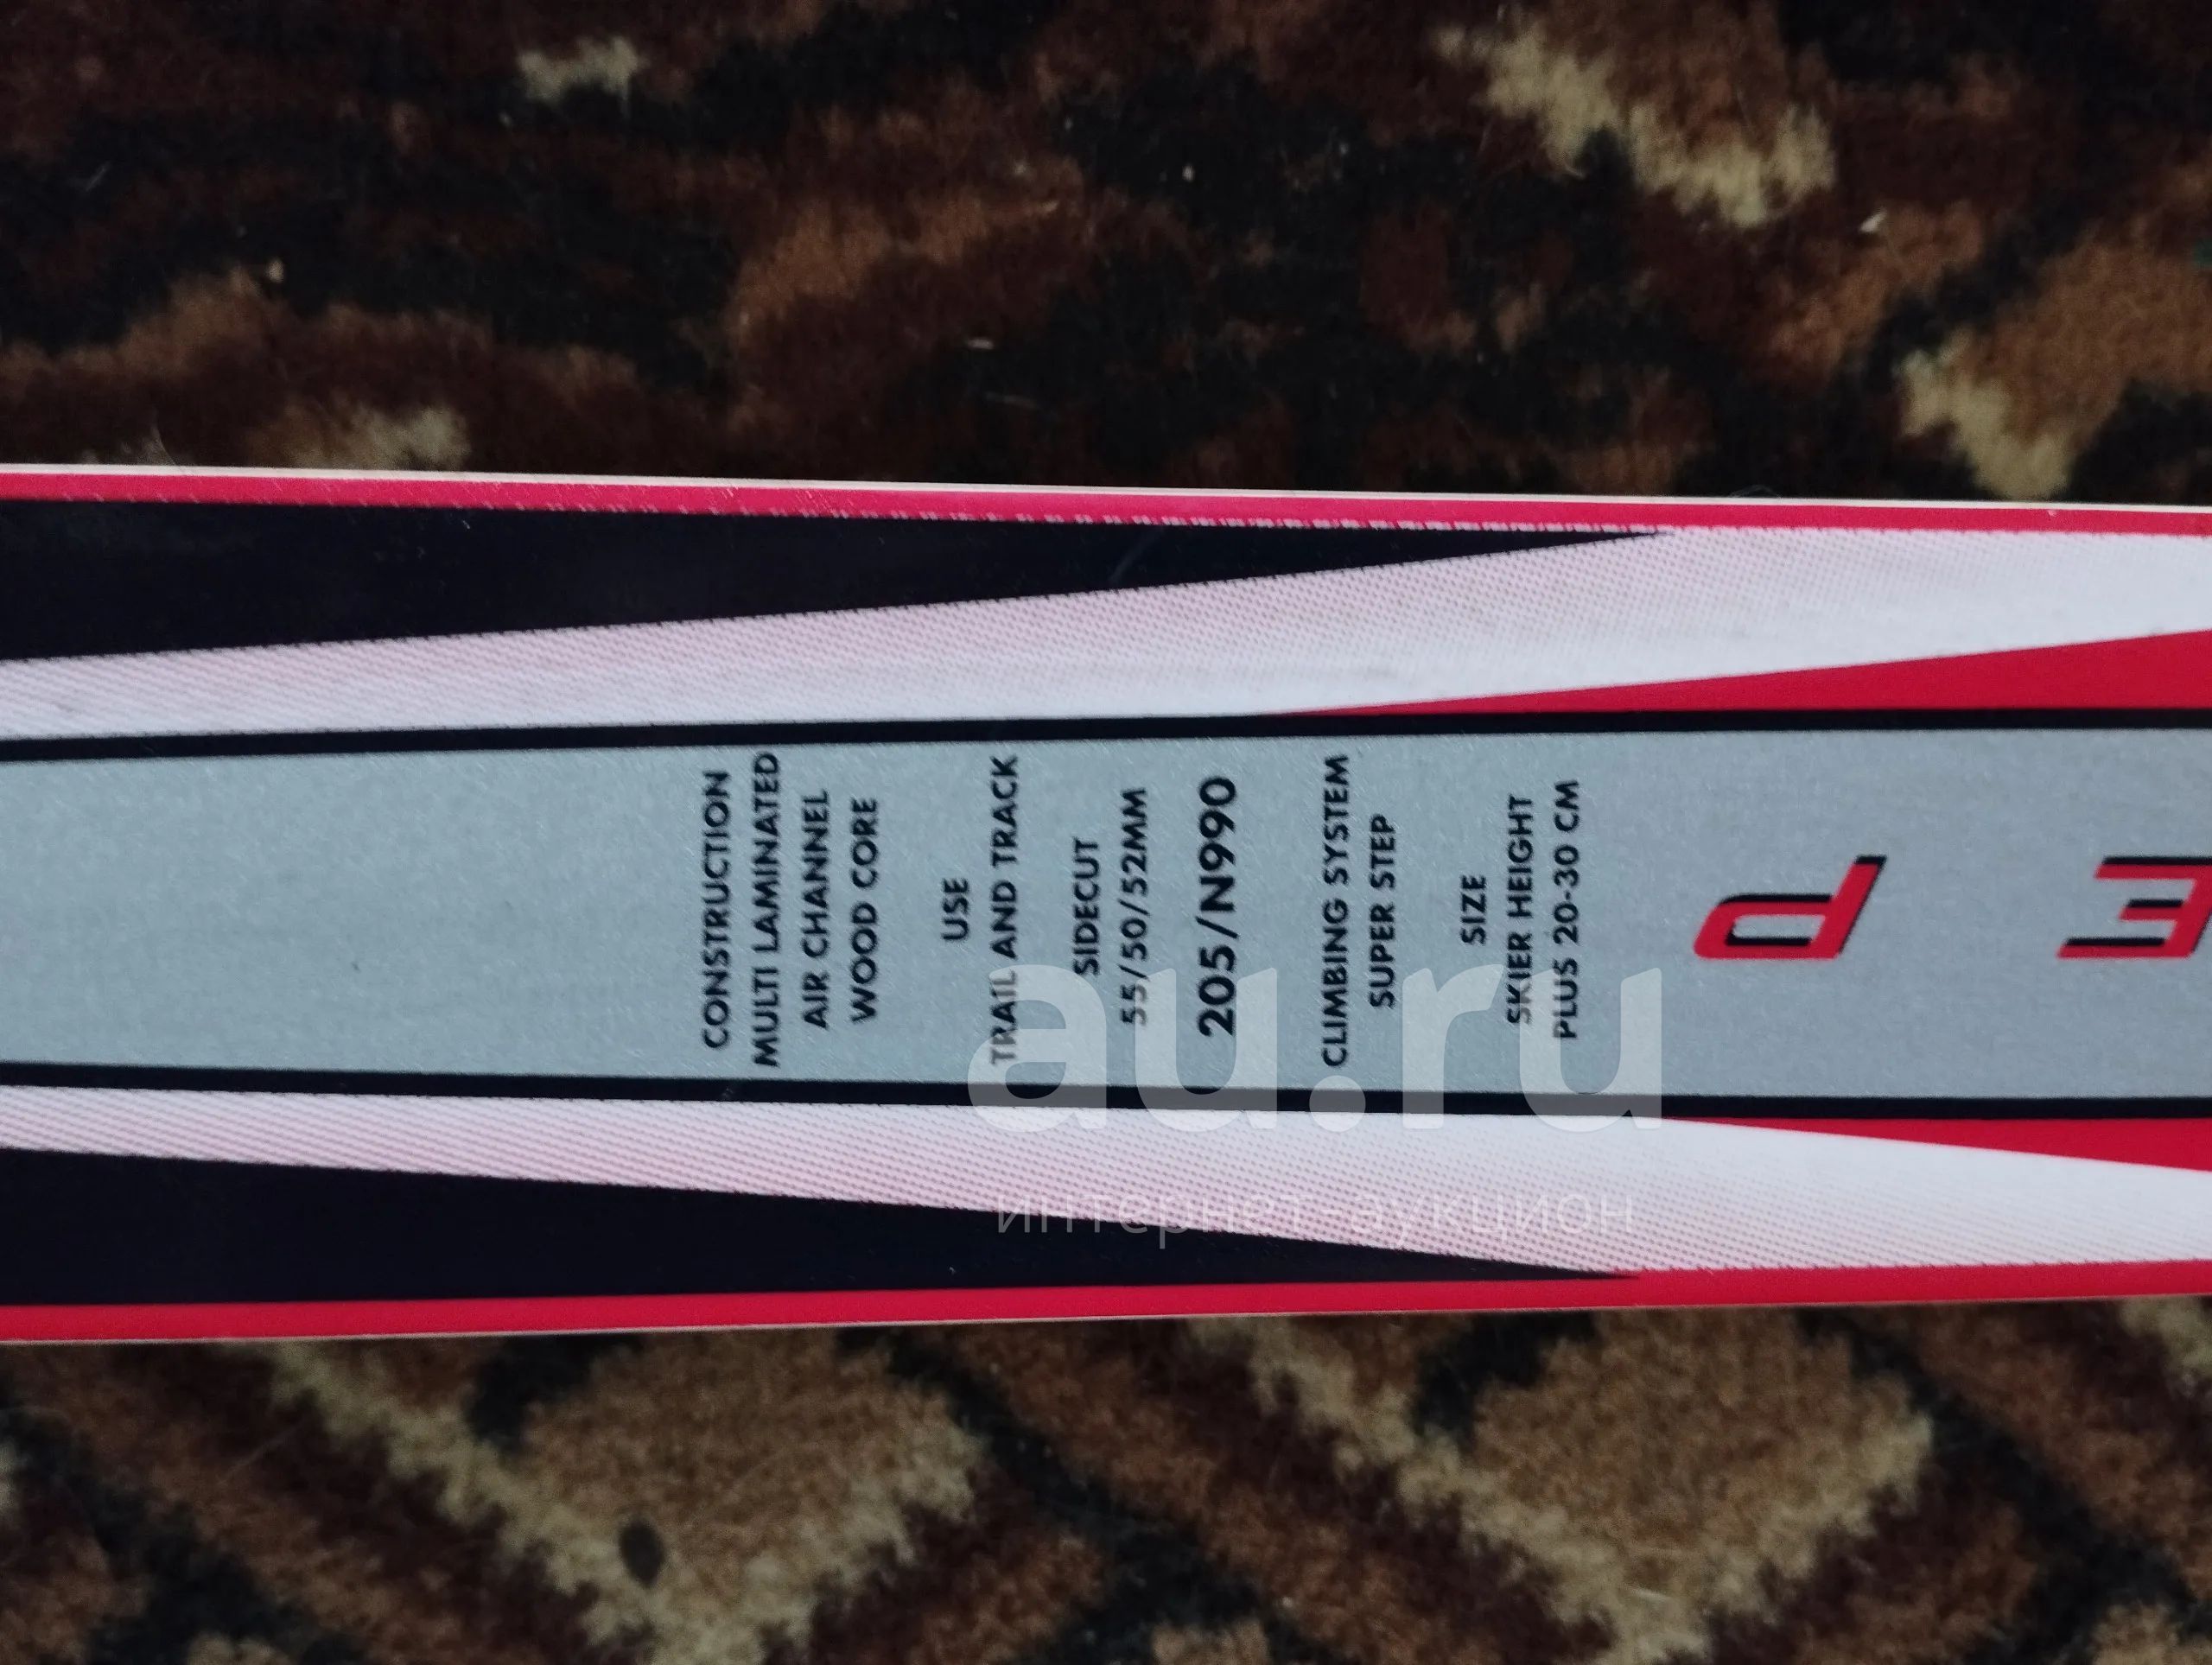 CONSTRUCTION
MULTI LAMINATED
AIR CHANNEL
WOOD CORE
USE
TRAIL AND TRACK
SIDECUT
55/50/52MM
205/N990
CLIMBING SYSTEM
SUPER STEP
SIZE
SKIER HEIGHT
PLUS 20-30 CM
P
E
au.ru
интернет-аукцион